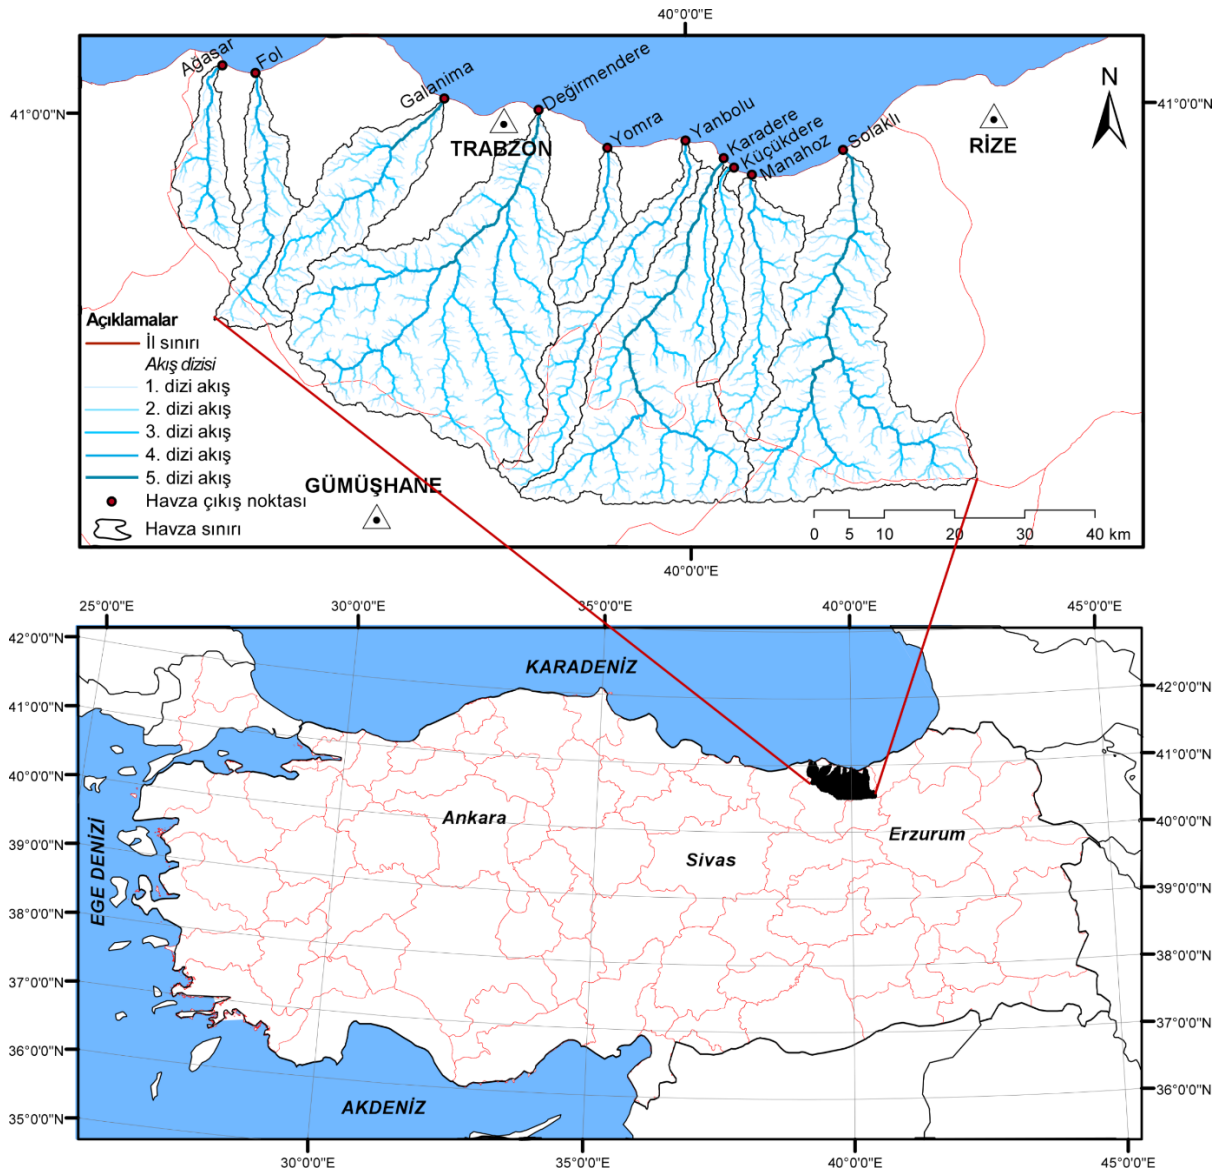 40°0'0"E
Ağasar
Fol
Galanima
Değirmendere
Yomra
Yanbolu
Karadere
Küçükdere
Manahoz
Solaklı
41°0'0"N
41°0'0"N
TRABZON
RİZE
N
GÜMÜŞHANE
Açıklamalar
İl sınırı
Akış dizisi
1. dizi akış
2. dizi akış
3. dizi akış
4. dizi akış
5. dizi akış
Havza çıkış noktası
Havza sınırı
0 5 10 20 30 40 km
40°0'0"E
25°0'0"E 30°0'0"E 35°0'0"E 40°0'0"E 45°0'0"E
42°0'0"N
41°0'0"N
40°0'0"N
39°0'0"N
38°0'0"N
37°0'0"N
36°0'0"N
35°0'0"N
KARADENİZ
EGE DENİZİ
Ankara
Sivas
Erzurum
AKDENİZ
42°0'0"N
41°0'0"N
40°0'0"N
39°0'0"N
38°0'0"N
37°0'0"N
36°0'0"N
30°0'0"E 35°0'0"E 40°0'0"E 45°0'0"E